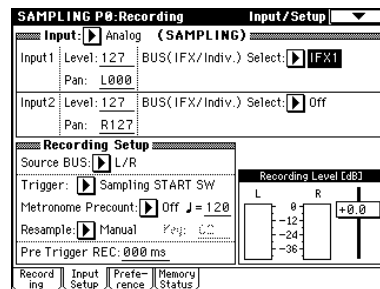 SAMPLING P0:Recording Input/Setup
Input: Analog (SAMPLING)
Input1 Level: 127 BUS(IFX/Indiv.) Select: IFX1
Pan: L000
Input2 Level: 127 BUS(IFX/Indiv.) Select: Off
Pan: R127
Recording Setup
Source BUS: L/R
Trigger: Sampling START SW
Metronome Precount: Off ♩= 120
Resample: Manual Key:
Pre Trigger REC: 000 ms
Recording Level [dB]
L R
0 +0.0
-12
-24
-36
Record ing
Input Setup
Prefe- rence
Memory Status